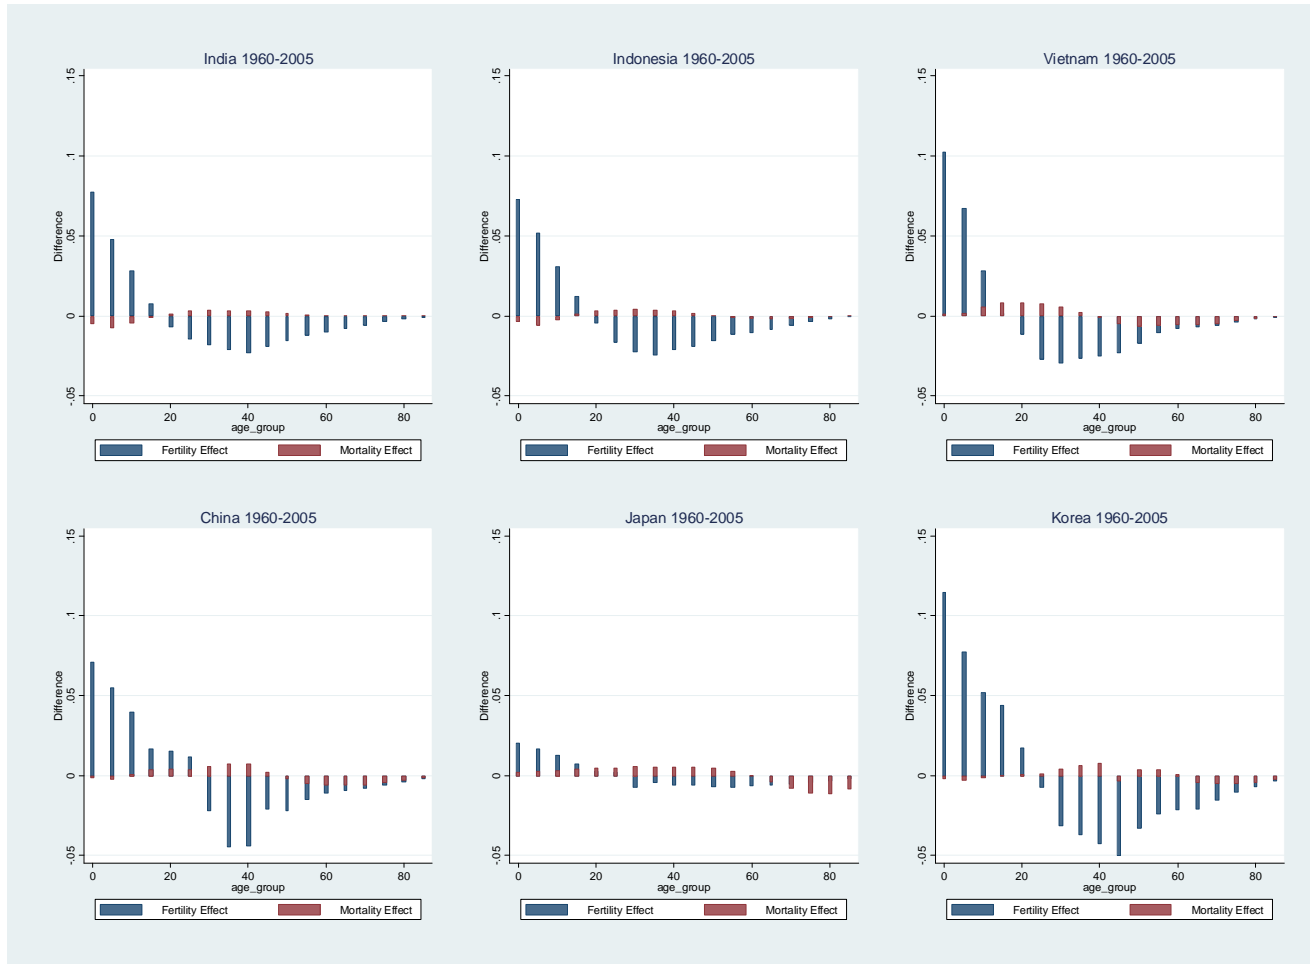 India 1960-2005
.15
.1
.05
0
-.05
Difference
0 20 40 60 80
age_group
Fertility Effect Mortality Effect
Indonesia 1960-2005
.15
.1
.05
0
-.05
Difference
0 20 40 60 80
age_group
Fertility Effect Mortality Effect
Vietnam 1960-2005
.15
.1
.05
0
-.05
Difference
0 20 40 60 80
age_group
Fertility Effect Mortality Effect
China 1960-2005
.15
.1
.05
0
-.05
Difference
0 20 40 60 80
age_group
Fertility Effect Mortality Effect
Japan 1960-2005
.15
.1
.05
0
-.05
Difference
0 20 40 60 80
age_group
Fertility Effect Mortality Effect
Korea 1960-2005
.15
.1
.05
0
-.05
Difference
0 20 40 60 80
age_group
Fertility Effect Mortality Effect